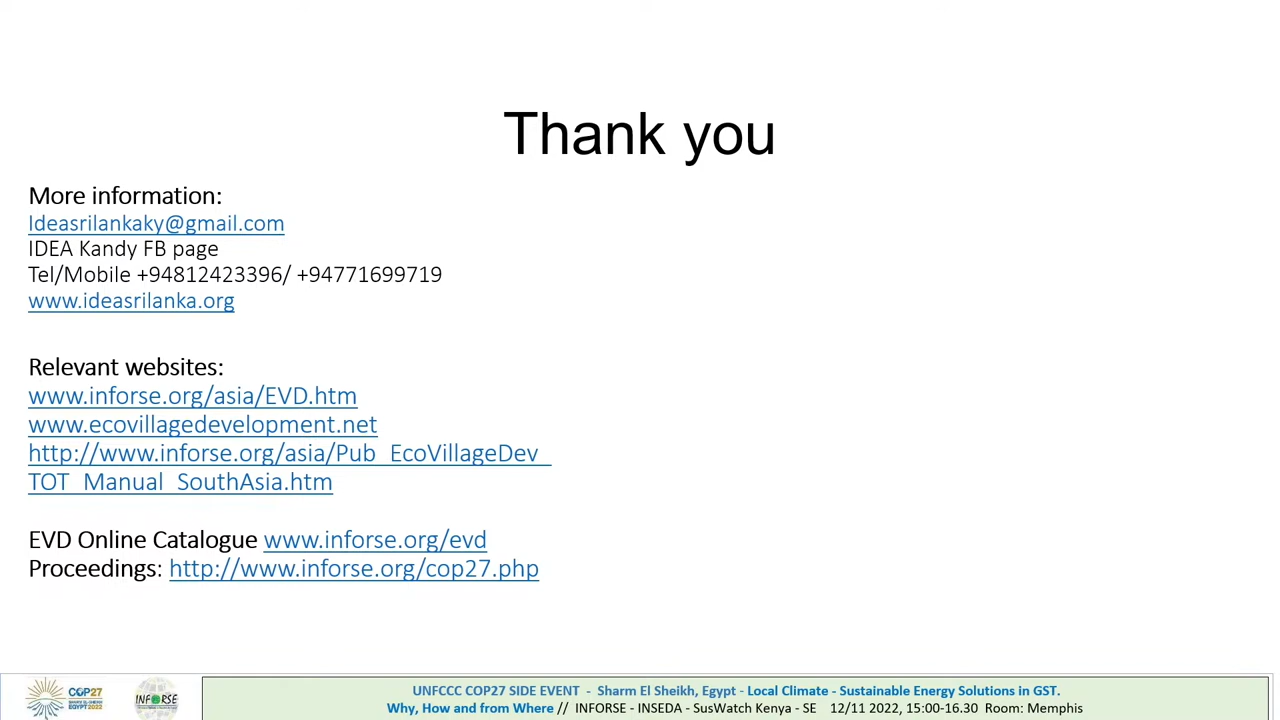 Thank you
More information:
Ideasrilankaky@gmail.com
IDEA Kandy FB page
Tel/Mobile +94812423396/ +94771699719
www.ideasrilanka.org
Relevant websites:
www.inforse.org/asia/EVD.htm
www.ecovillagedevelopment.net
http://www.inforse.org/asia/Pub_EcoVillageDev_
TOT_Manual_SouthAsia.htm
EVD Online Catalogue www.inforse.org/evd
Proceedings: http://www.inforse.org/cop27.php
COP27
SHARM EL-SHEIKH
EGYPT 2022
INFORSE
UNFCCC COP27 SIDE EVENT - Sharm El Sheikh, Egypt - Local Climate - Sustainable Energy Solutions in GST.
Why, How and from Where // INFORSE - INSEDA - SusWatch Kenya - SE 12/11 2022, 15:00-16.30 Room: Memphis